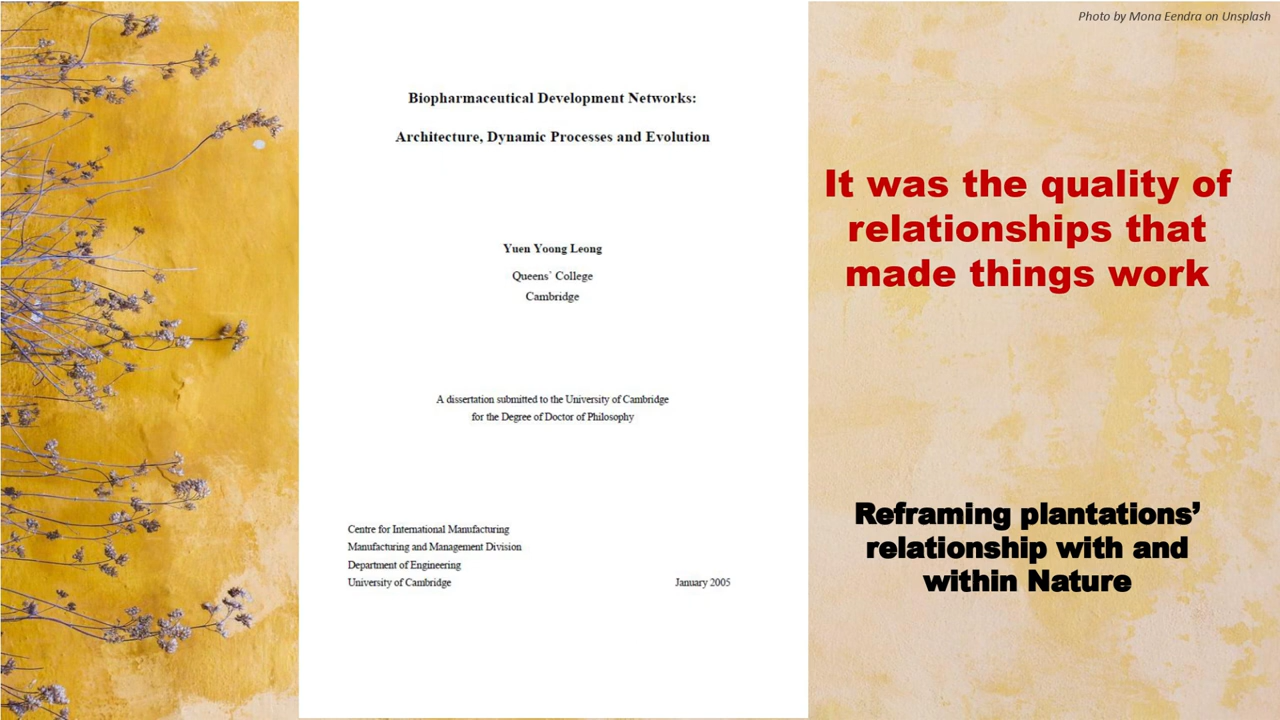 Photo by Mona Eendra on Unsplash
Biopharmaceutical Development Networks:
Architecture, Dynamic Processes and Evolution
Yuen Yoong Leong
Queens` College
Cambridge
A dissertation submitted to the University of Cambridge
for the Degree of Doctor of Philosophy
Centre for International Manufacturing
Manufacturing and Management Division
Department of Engineering
University of Cambridge
January 2005
It was the quality of
relationships that
made things work
Reframing plantations’
relationship with and
within Nature